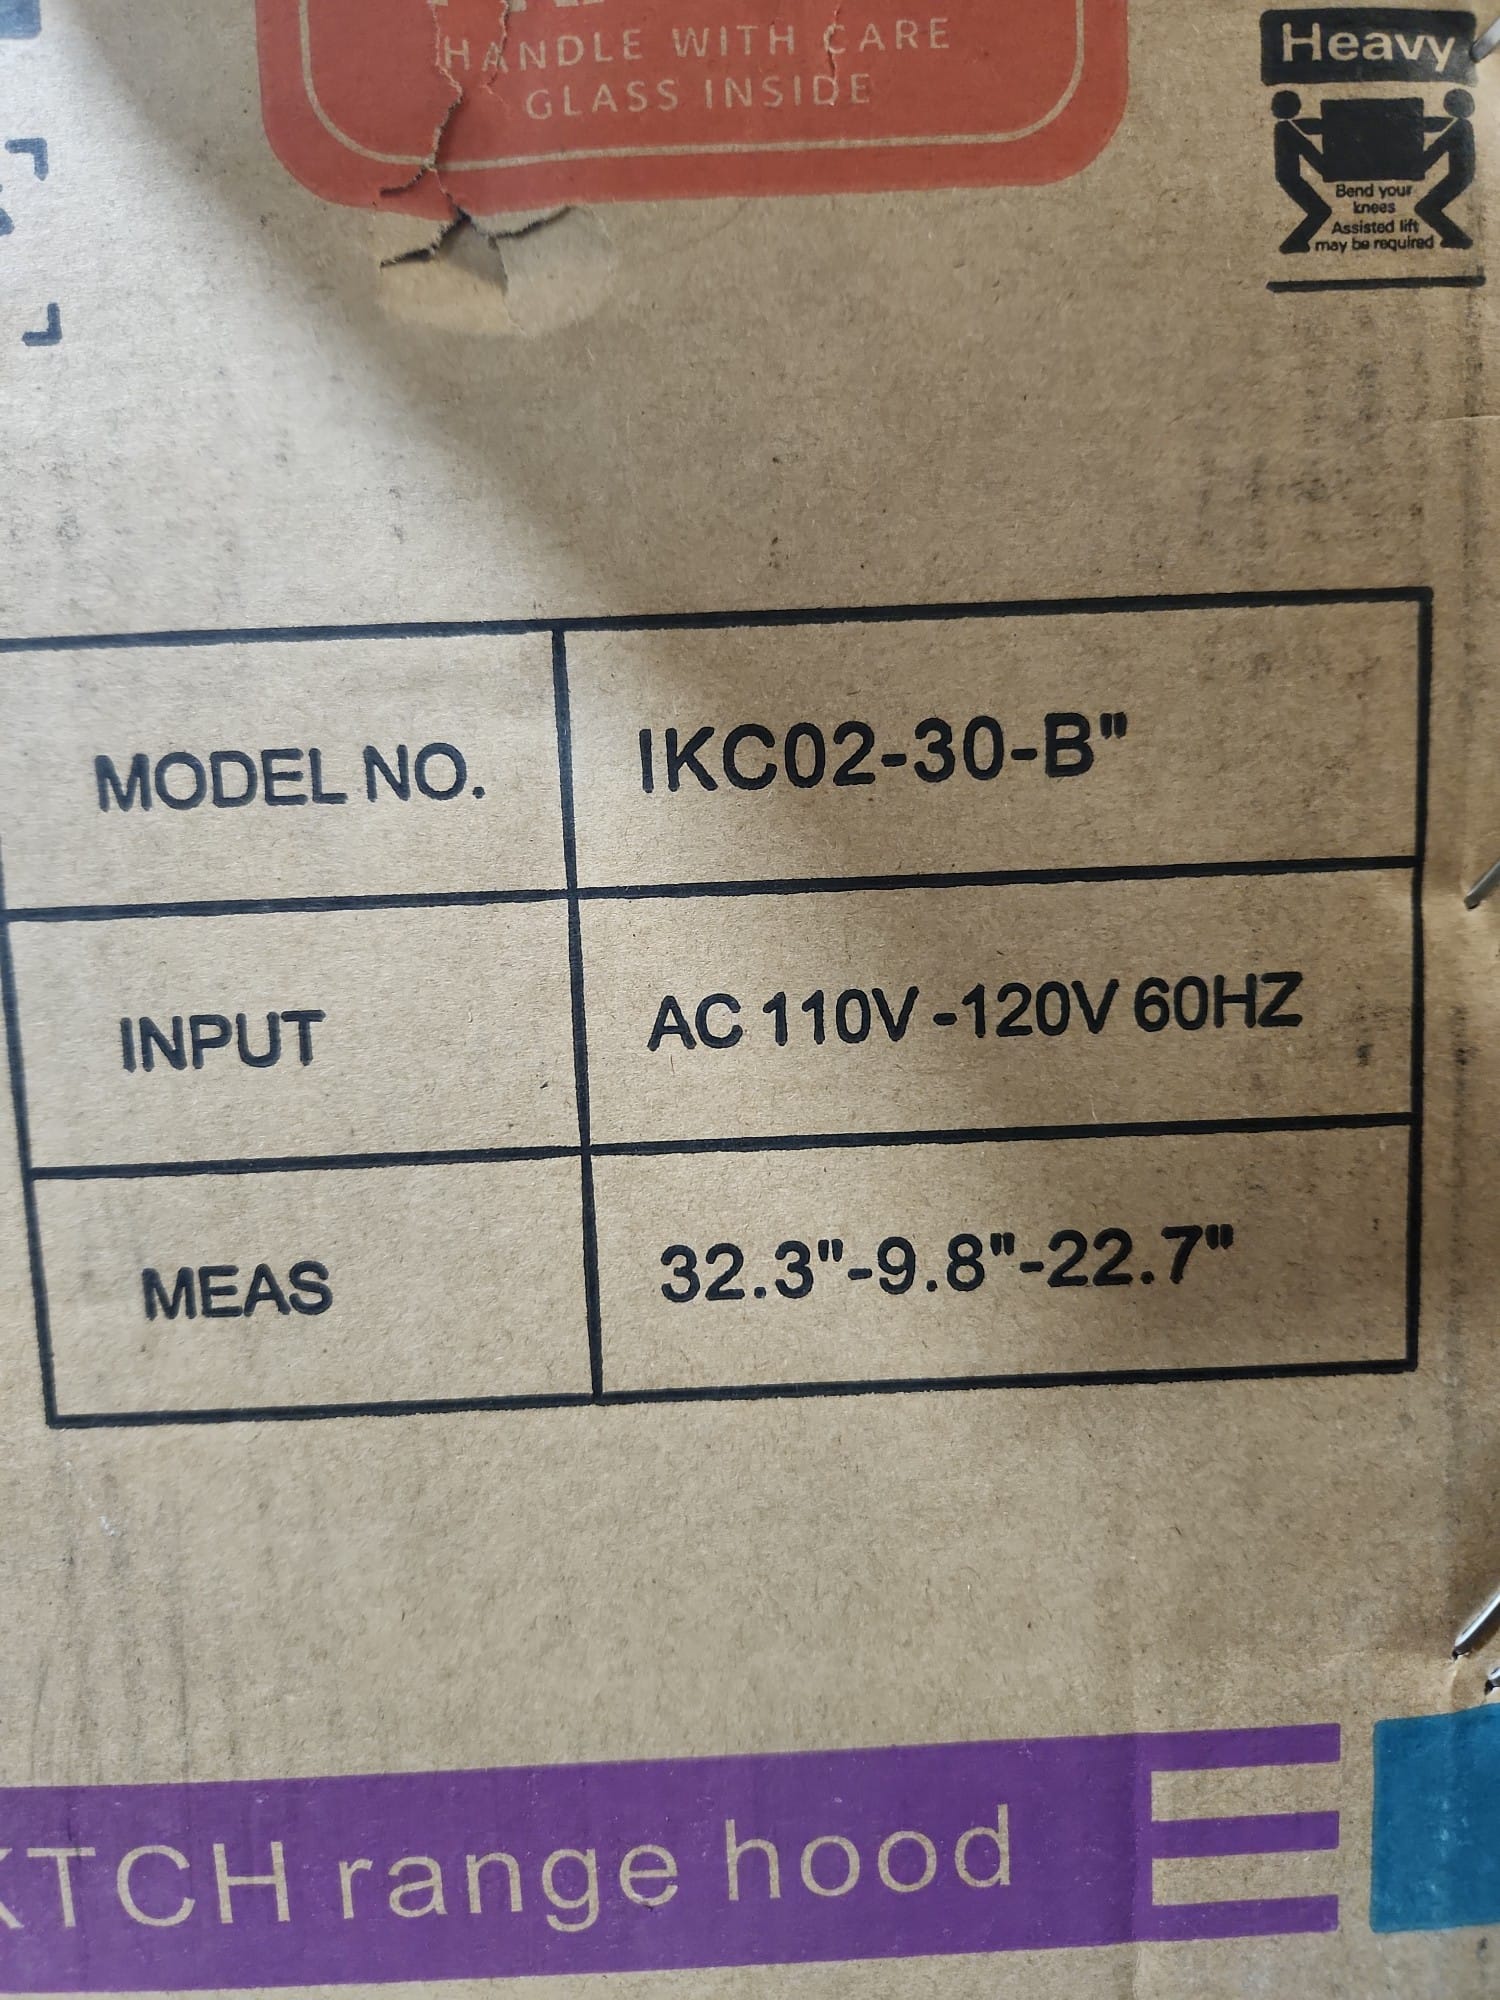 HANDLE WITH CARE
GLASS INSIDE
Heavy
Bend your
knees
Assisted lift
may be required
MODEL NO. IKC02-30-B"
INPUT AC 110V -120V 60HZ
MEAS 32.3"-9.8"-22.7"
KTCH range hood